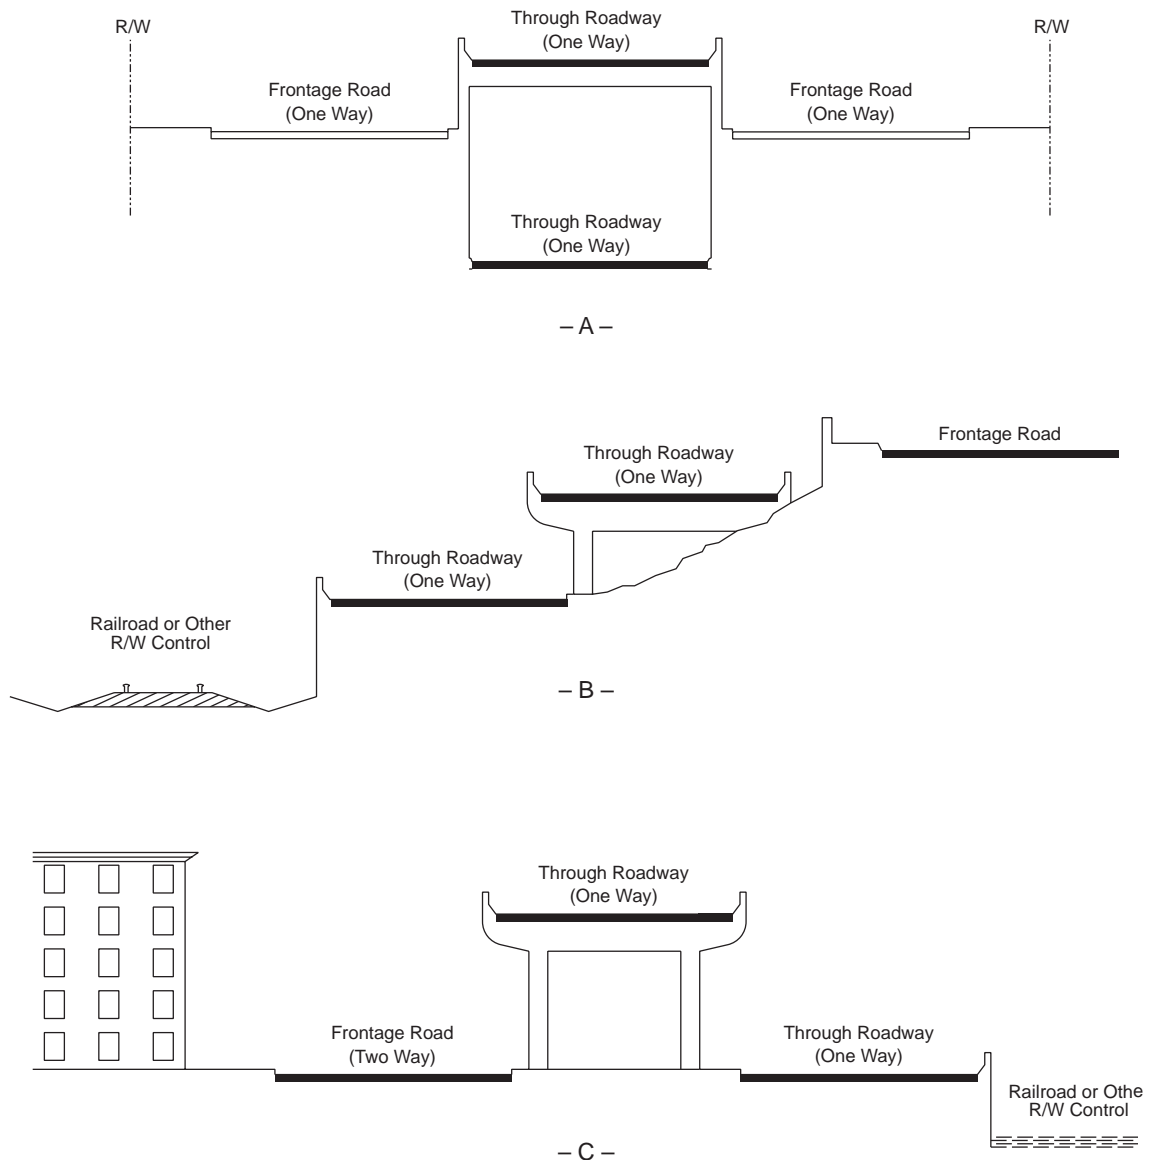 R/W
Through Roadway
(One Way)
R/W
Frontage Road
(One Way)
Frontage Road
(One Way)
Through Roadway
(One Way)
– A –
Through Roadway
(One Way)
Frontage Road
Through Roadway
(One Way)
Railroad or Other
R/W Control
– B –
Through Roadway
(One Way)
Frontage Road
(Two Way)
Through Roadway
(One Way)
Railroad or Othe
R/W Control
– C –